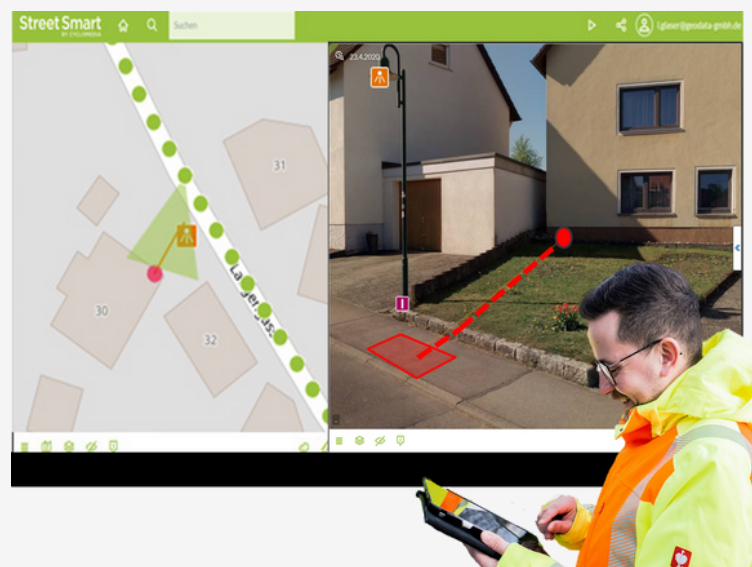 Street Smart
BY CYCLOMEDIA
Suchen
l.glaser@geodata-gmbh.de
23.4.2020
31
30
32